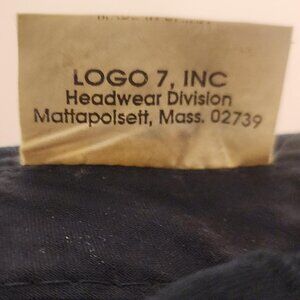 LOGO 7, INC
Headwear Division
Mattapoisett, Mass. 02739